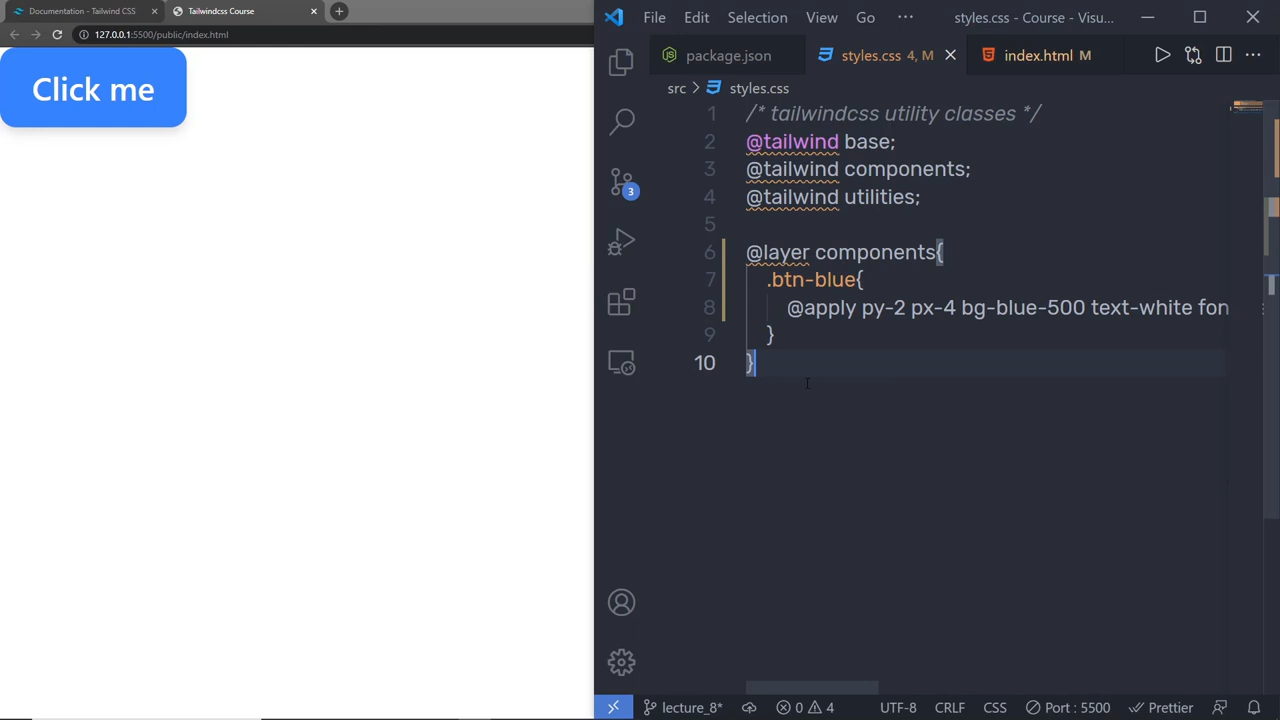 Documentation - Tailwind CSS
Tailwindcss Course
127.0.0.1:5500/public/index.html
Click me
File Edit Selection View Go ··· styles.css - Course - Visu...
package.json styles.css 4, M index.html M
src > styles.css
1 /* tailwindcss utility classes */
2 @tailwind base;
3 @tailwind components;
4 @tailwind utilities;
5
6 @layer components{
7 .btn-blue{
8 @apply py-2 px-4 bg-blue-500 text-white fon
9 }
10 }
3
lecture_8* 0 4 UTF-8 CRLF CSS Port : 5500 Prettier